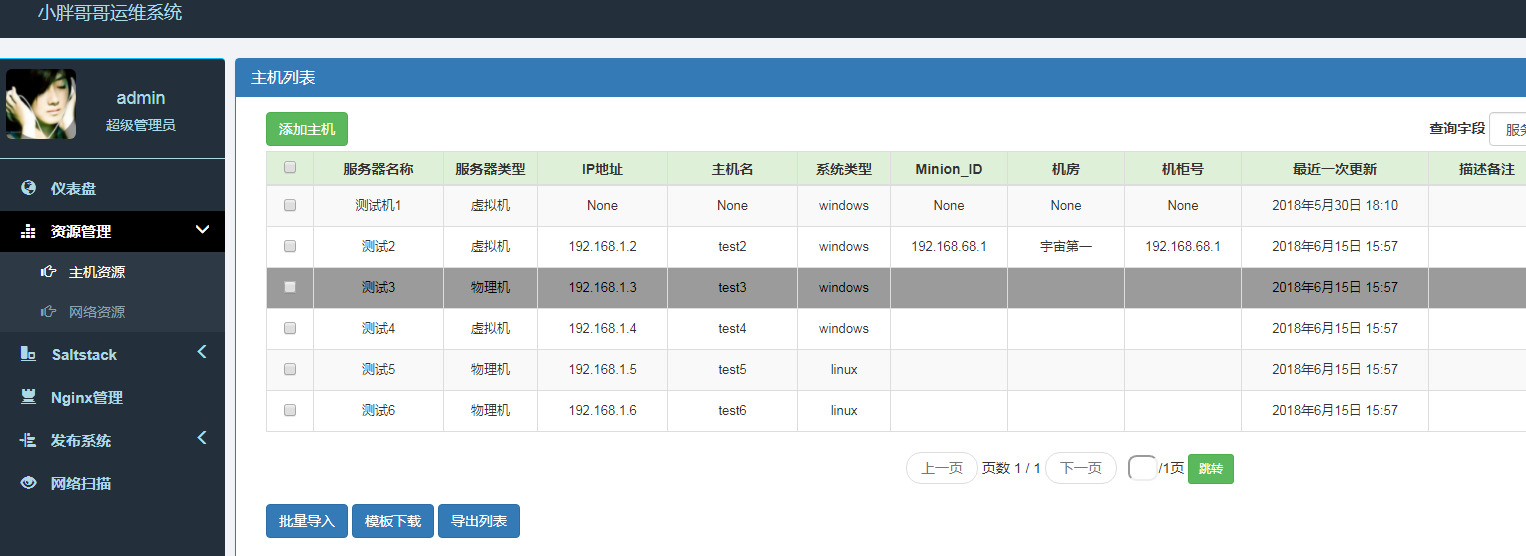 小胖哥哥运维系统
admin
超级管理员
仪表盘
资源管理
主机资源
网络资源
Saltstack
Nginx管理
发布系统
网络扫描
主机列表
添加主机
查询字段 服务
服务器名称 服务器类型 IP地址 主机名 系统类型 Minion_ID 机房 机柜号 最近一次更新 描述备注
测试机1 虚拟机 None None windows None None None 2018年5月30日 18:10
测试2 虚拟机 192.168.1.2 test2 windows 192.168.68.1 宇宙第一 192.168.68.1 2018年6月15日 15:57
测试3 物理机 192.168.1.3 test3 windows 2018年6月15日 15:57
测试4 虚拟机 192.168.1.4 test4 windows 2018年6月15日 15:57
测试5 物理机 192.168.1.5 test5 linux 2018年6月15日 15:57
测试6 物理机 192.168.1.6 test6 linux 2018年6月15日 15:57
上一页 页数 1 / 1 下一页 /1页 跳转
批量导入 模板下载 导出列表